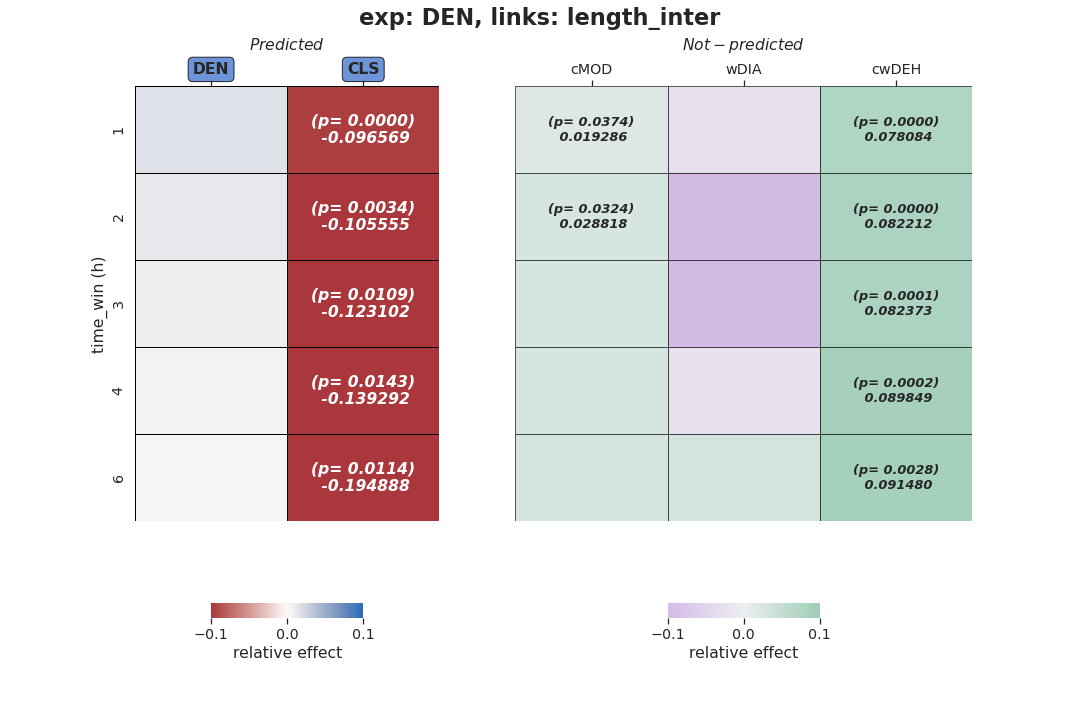 exp: DEN, links: length_inter
Predicted
Not − predicted
DEN
CLS
cMOD
wDIA
cwDEH
time_win (h)
1
(p= 0.0000)
-0.096569
(p= 0.0374)
0.019286
(p= 0.0000)
0.078084
2
(p= 0.0034)
-0.105555
(p= 0.0324)
0.028818
(p= 0.0000)
0.082212
3
(p= 0.0109)
-0.123102
(p= 0.0001)
0.082373
4
(p= 0.0143)
-0.139292
(p= 0.0002)
0.089849
6
(p= 0.0114)
-0.194888
(p= 0.0028)
0.091480
−0.1 0.0 0.1
relative effect
−0.1 0.0 0.1
relative effect